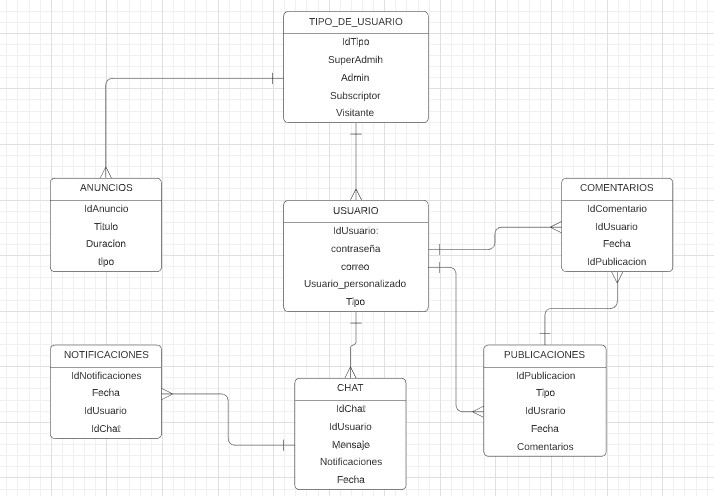 TIPO_DE_USUARIO
IdTipo
SuperAdmih
Admin
Subscriptor
Visitante
ANUNCIOS
IdAnuncio
Titulo
Duracion
tipo
USUARIO
IdUsuario:
contraseña
correo
Usuario_personalizado
Tipo
COMENTARIOS
IdComentario
IdUsuario
Fecha
IdPublicacion
NOTIFICACIONES
IdNotificaciones
Fecha
IdUsuario
IdChat
CHAT
IdChat
IdUsuario
Mensaje
Notificaciones
Fecha
PUBLICACIONES
IdPublicacion
Tipo
IdUsrario
Fecha
Comentarios